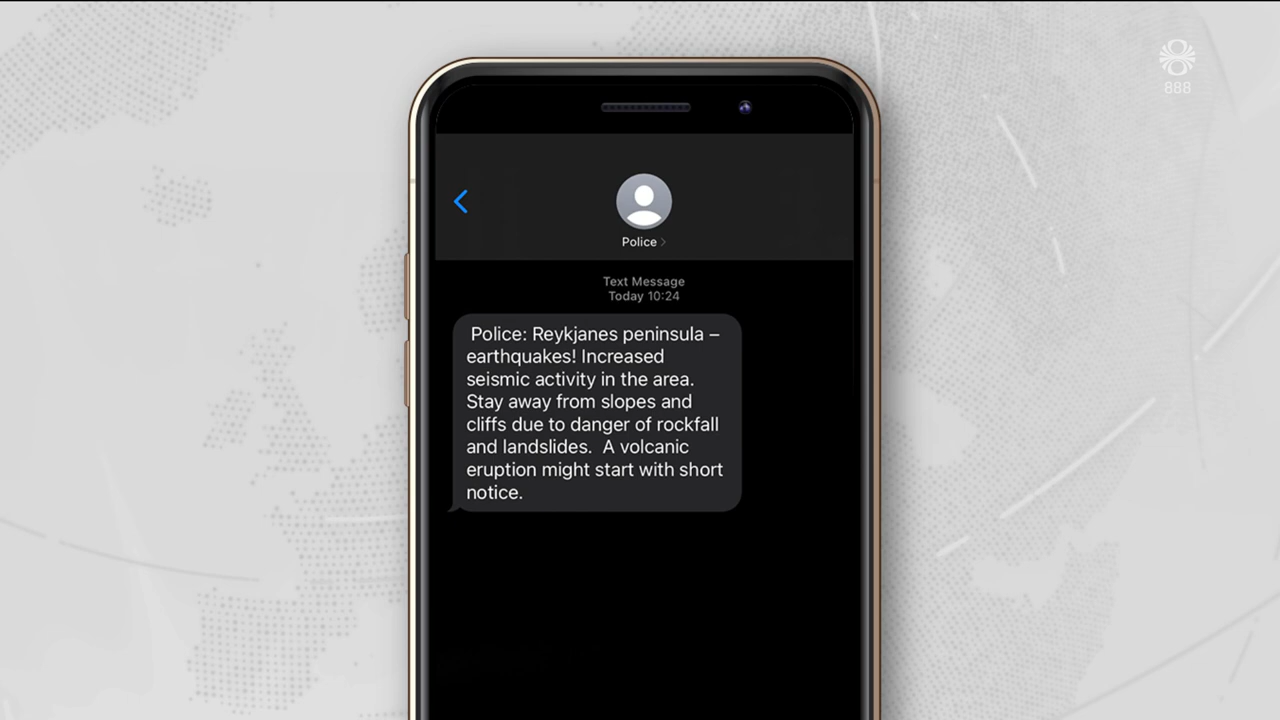 888
Police
Text Message
Today 10:24
Police: Reykjanes peninsula –
earthquakes! Increased
seismic activity in the area.
Stay away from slopes and
cliffs due to danger of rockfall
and landslides.  A volcanic
eruption might start with short
notice.